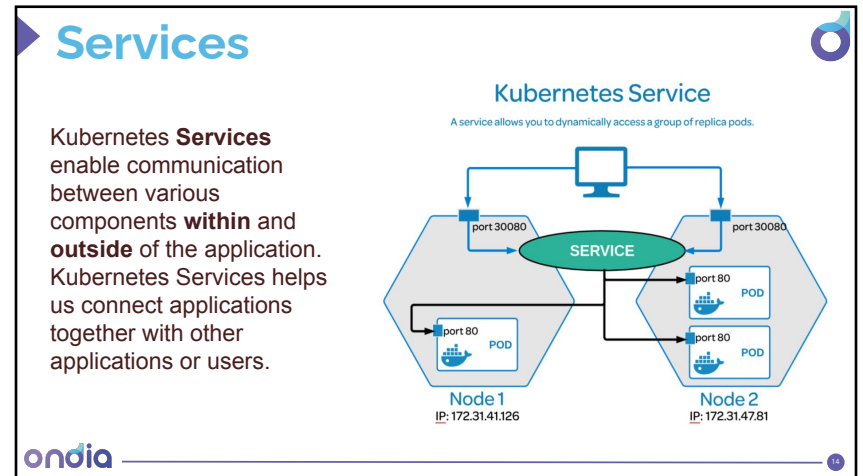 Services
Kubernetes Services
enable communication
between various
components within and
outside of the application.
Kubernetes Services helps
us connect applications
together with other
applications or users.
Kubernetes Service
A service allows you to dynamically access a group of replica pods.
port 30080
port 30080
SERVICE
port 80
POD
port 80
POD
port 80
POD
Node 1
IP: 172.31.41.126
Node 2
IP: 172.31.47.81
ondia
14